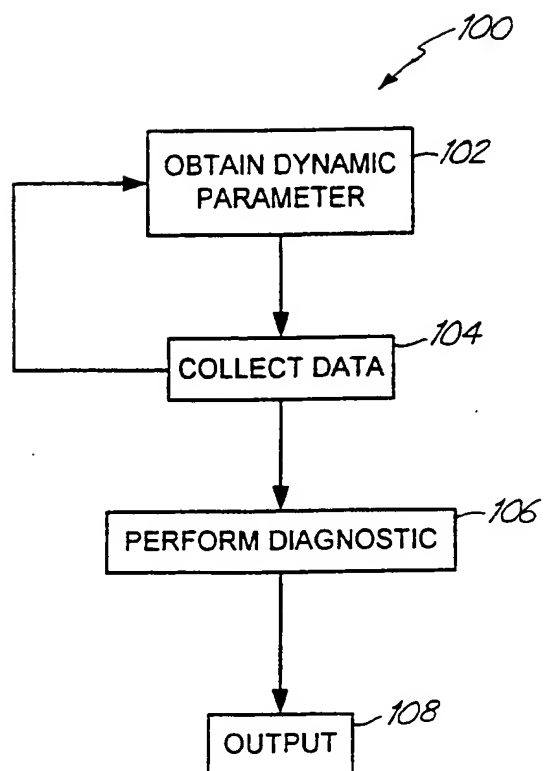 100
OBTAIN DYNAMIC
PARAMETER
102
COLLECT DATA
104
PERFORM DIAGNOSTIC
106
OUTPUT
108